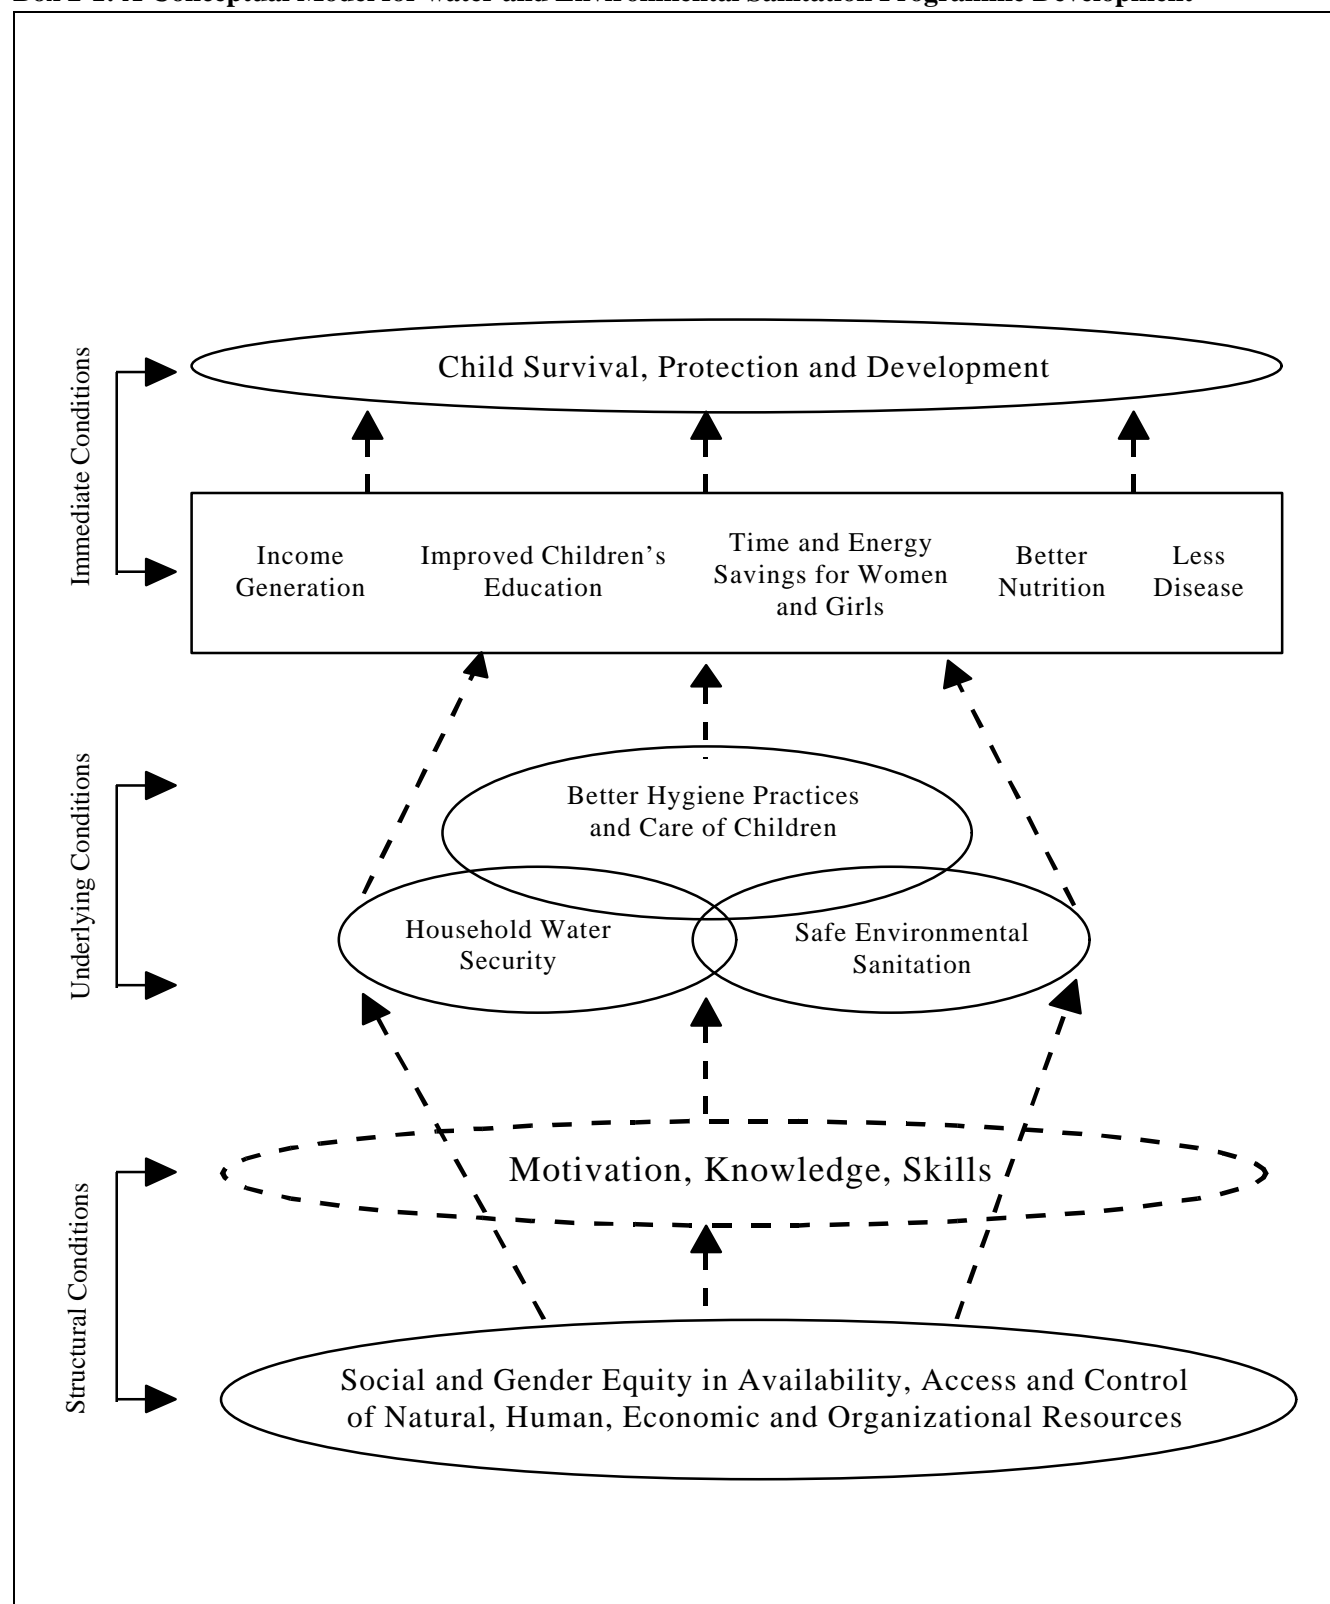 A Conceptual Model for Water and Environmental Sanitation Programme Development
Immediate Conditions
Child Survival, Protection and Development
Income
Generation
Improved Children’s
Education
Time and Energy
Savings for Women
and Girls
Better
Nutrition
Less
Disease
Underlying Conditions
Better Hygiene Practices
and Care of Children
Household Water
Security
Safe Environmental
Sanitation
Structural Conditions
Motivation, Knowledge, Skills
Social and Gender Equity in Availability, Access and Control
of Natural, Human, Economic and Organizational Resources